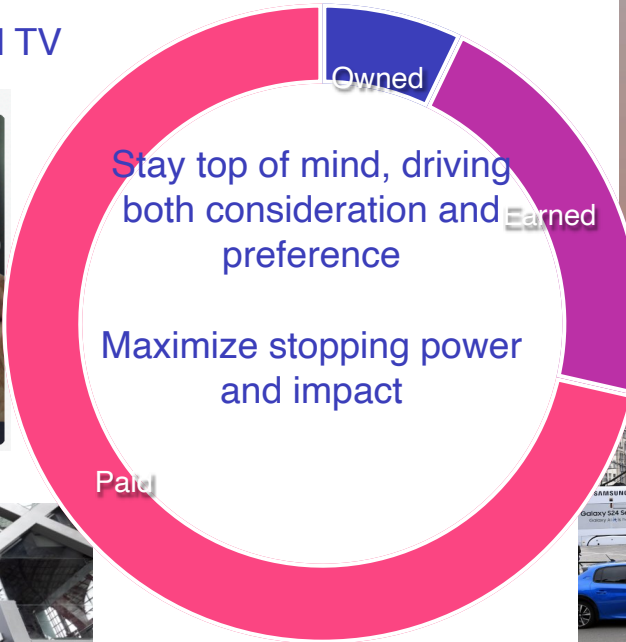 TV
Owned
Stay top of mind, driving
both consideration and
Earned
preference
Maximize stopping power
and impact
Paid
SAMSUNG
Galaxy S24